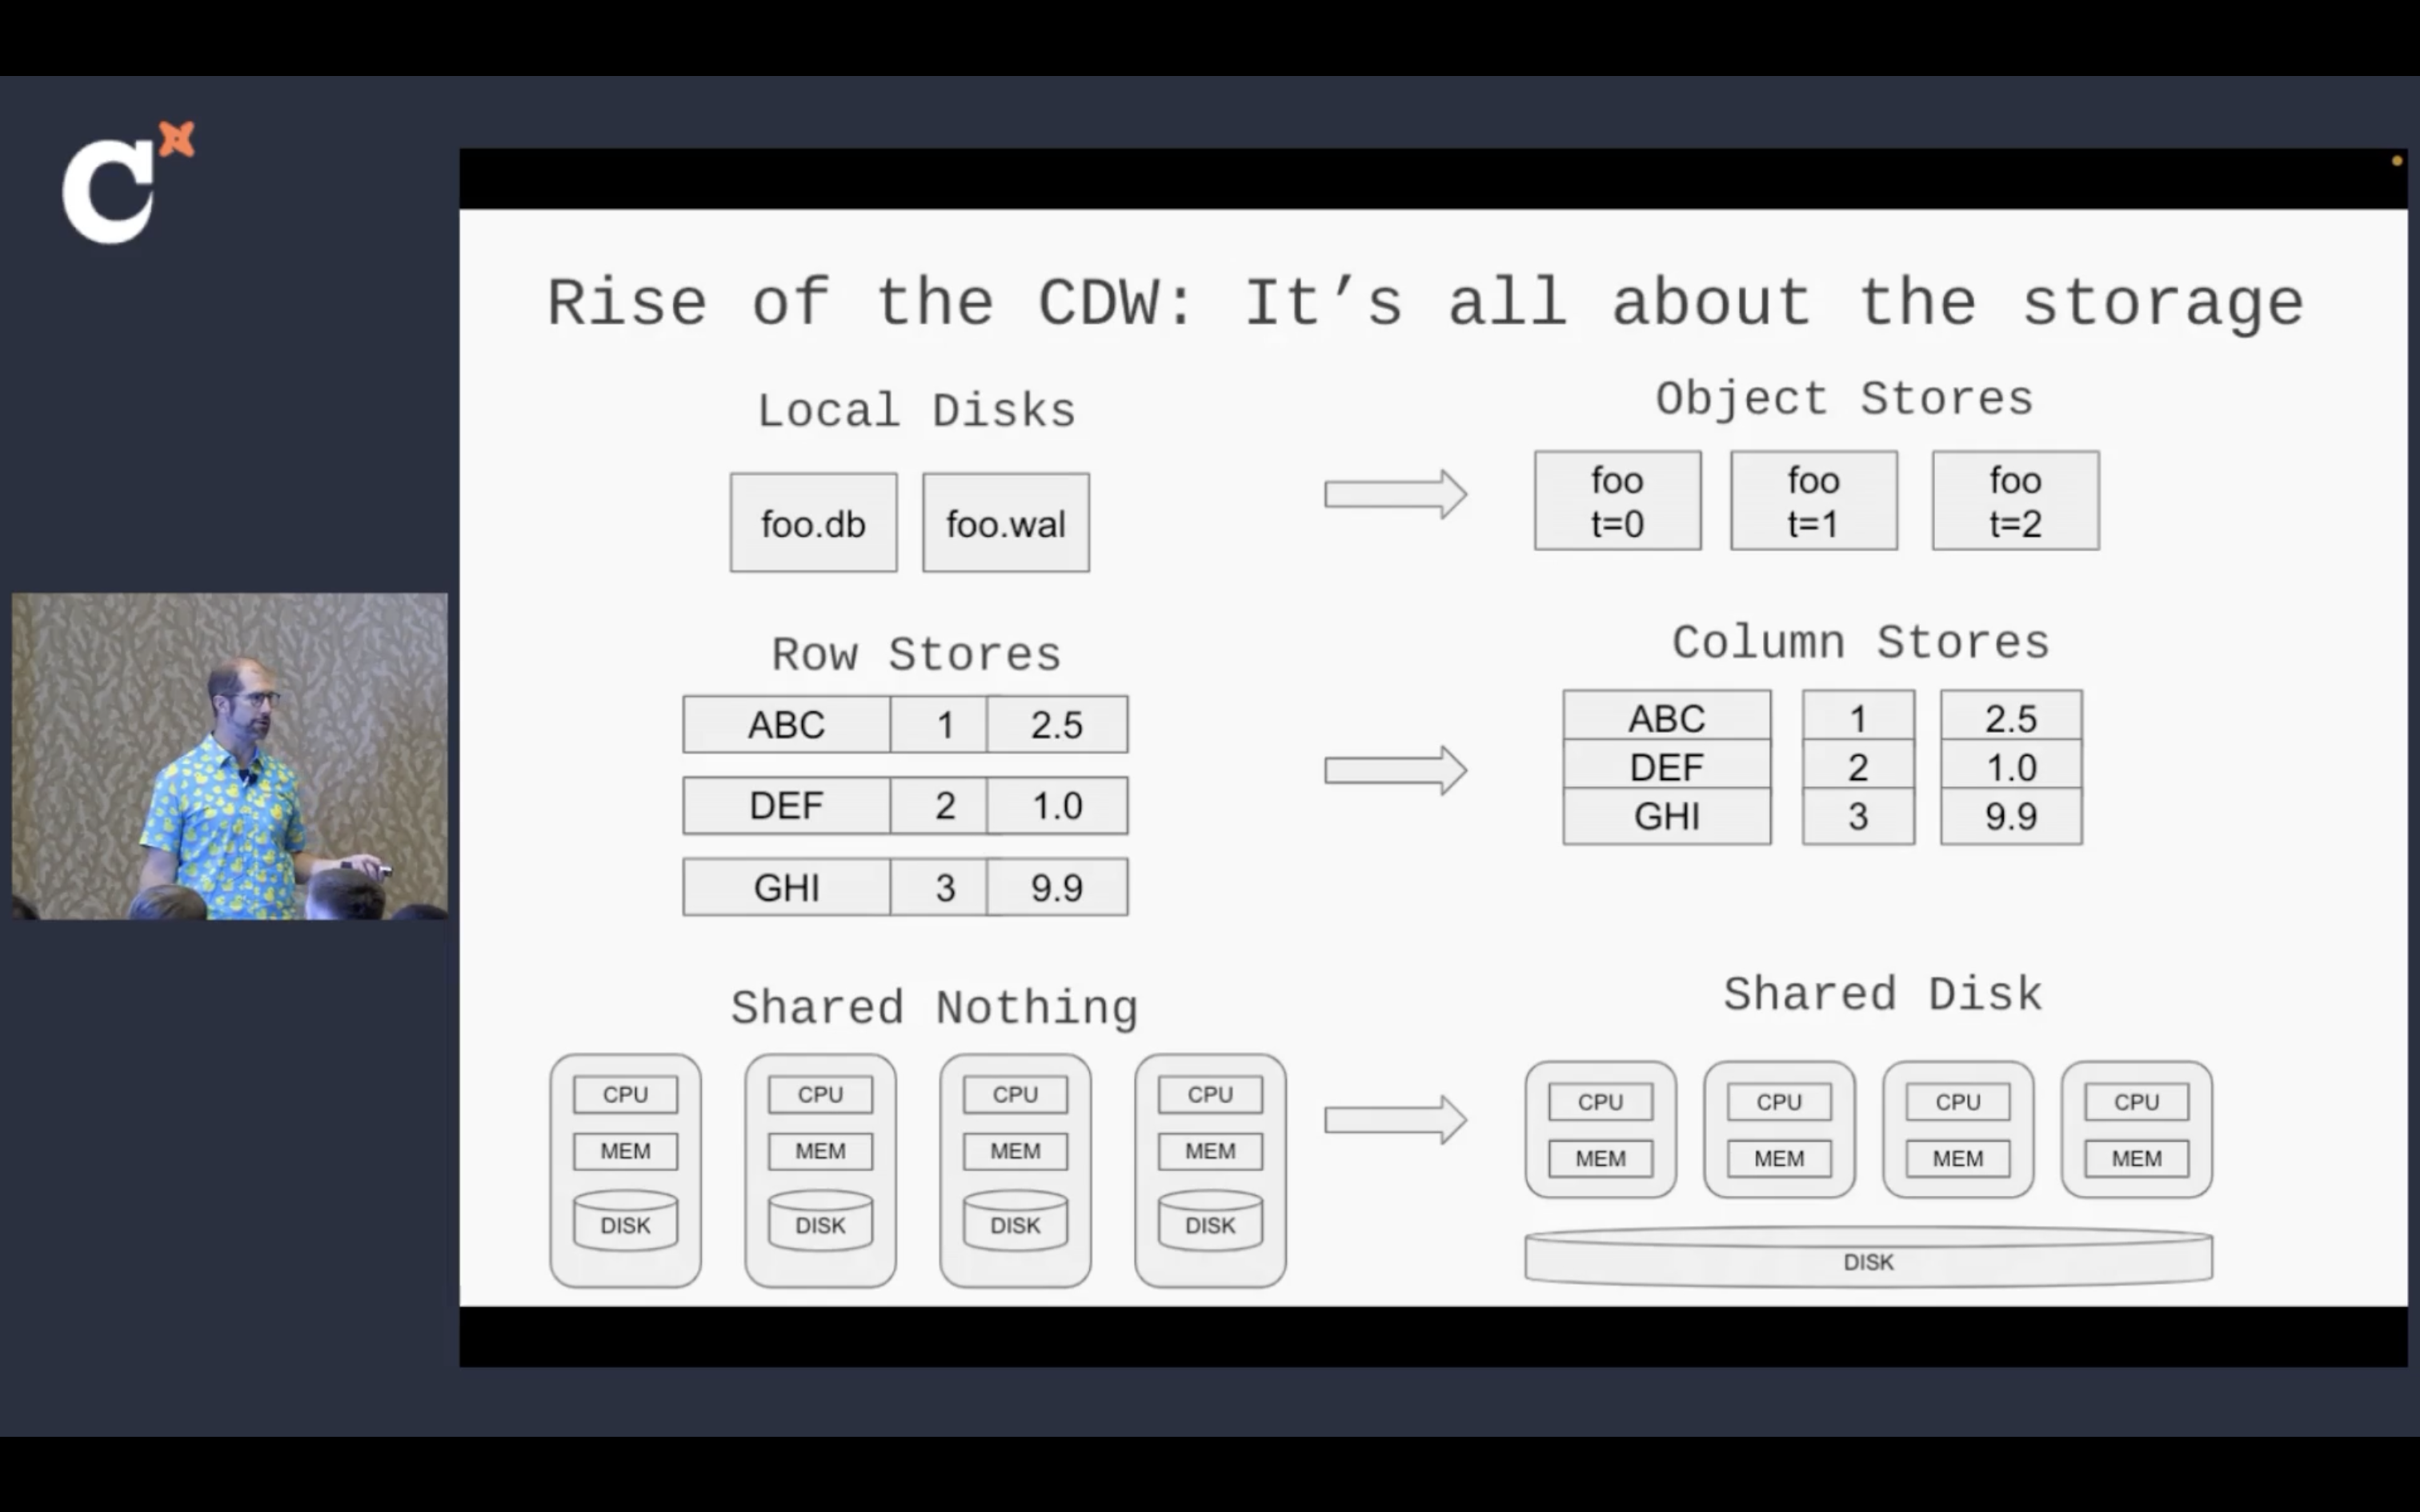 Rise of the CDW: It’s all about the storage
Local Disks
foo.db
foo.wal
Object Stores
foo
t=0
foo
t=1
foo
t=2
Row Stores
ABC 1 2.5
DEF 2 1.0
GHI 3 9.9
Column Stores
ABC 1 2.5
DEF 2 1.0
GHI 3 9.9
Shared Nothing
CPU CPU CPU CPU
MEM MEM MEM MEM
DISK DISK DISK DISK
Shared Disk
CPU CPU CPU CPU
MEM MEM MEM MEM
DISK
C